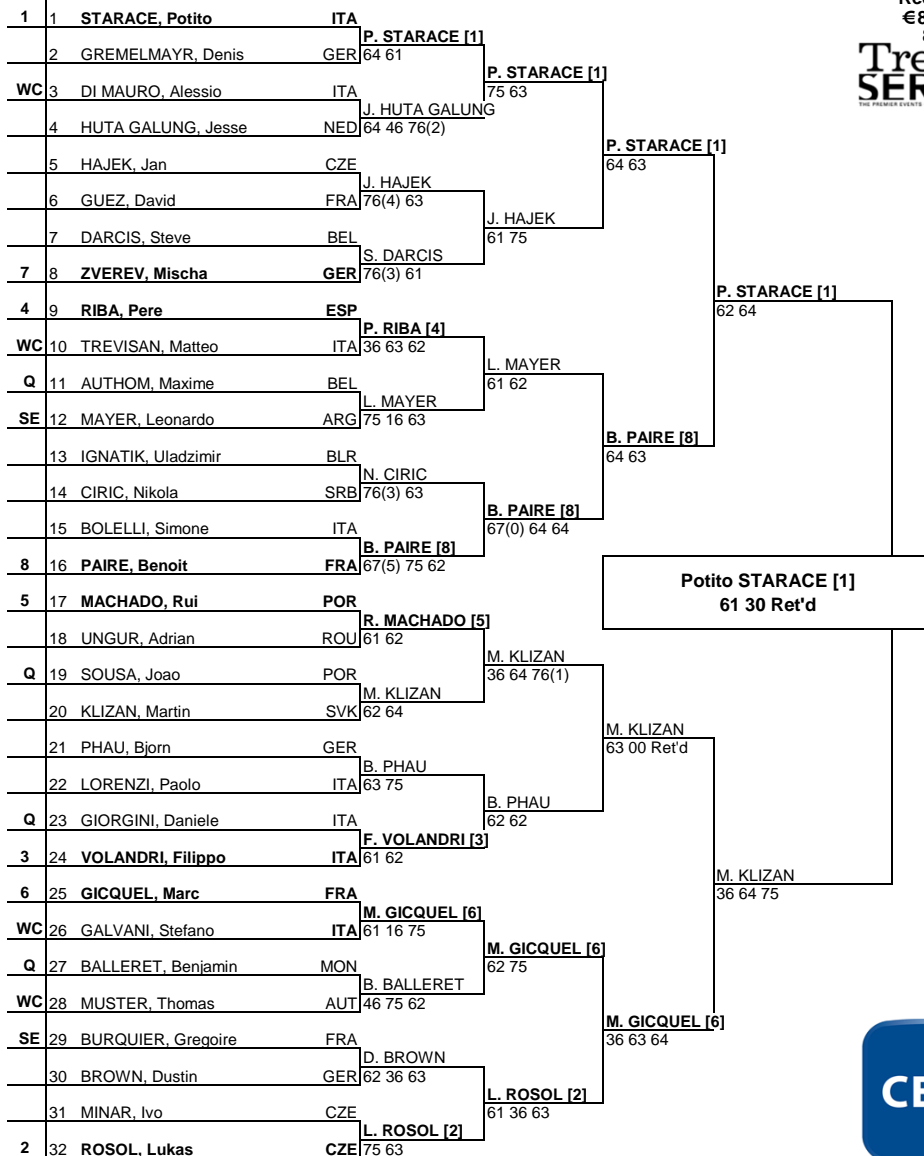 €8
Tre
SER
THE PREMIER EVENTS
1 1 STARACE, Potito ITA
P. STARACE [1]
2 GREMELMAYR, Denis GER 64 61
P. STARACE [1]
WC 3 DI MAURO, Alessio ITA 75 63
J. HUTA GALUNG
4 HUTA GALUNG, Jesse NED 64 46 76(2)
P. STARACE [1]
5 HAJEK, Jan CZE 64 63
J. HAJEK
6 GUEZ, David FRA 76(4) 63
J. HAJEK
7 DARCIS, Steve BEL 61 75
S. DARCIS
7 8 ZVEREV, Mischa GER 76(3) 61
P. STARACE [1]
4 9 RIBA, Pere ESP 62 64
P. RIBA [4]
WC 10 TREVISAN, Matteo ITA 36 63 62
L. MAYER
Q 11 AUTHOM, Maxime BEL 61 62
L. MAYER
SE 12 MAYER, Leonardo ARG 75 16 63
B. PAIRE [8]
13 IGNATIK, Uladzimir BLR 64 63
N. CIRIC
14 CIRIC, Nikola SRB 76(3) 63
B. PAIRE [8]
15 BOLELLI, Simone ITA 67(0) 64 64
B. PAIRE [8]
8 16 PAIRE, Benoit FRA 67(5) 75 62
Potito STARACE [1]
5 17 MACHADO, Rui POR 61 30 Ret'd
R. MACHADO [5]
18 UNGUR, Adrian ROU 61 62
M. KLIZAN
Q 19 SOUSA, Joao POR 36 64 76(1)
M. KLIZAN
20 KLIZAN, Martin SVK 62 64
M. KLIZAN
21 PHAU, Bjorn GER 63 00 Ret'd
B. PHAU
22 LORENZI, Paolo ITA 63 75
B. PHAU
Q 23 GIORGINI, Daniele ITA 62 62
F. VOLANDRI [3]
3 24 VOLANDRI, Filippo ITA 61 62
M. KLIZAN
6 25 GICQUEL, Marc FRA 36 64 75
M. GICQUEL [6]
WC 26 GALVANI, Stefano ITA 61 16 75
M. GICQUEL [6]
Q 27 BALLERET, Benjamin MON 62 75
B. BALLERET
WC 28 MUSTER, Thomas AUT 46 75 62
M. GICQUEL [6]
SE 29 BURQUIER, Gregoire FRA 36 63 64
D. BROWN
30 BROWN, Dustin GER 62 36 63
L. ROSOL [2]
31 MINAR, Ivo CZE 61 36 63
L. ROSOL [2]
2 32 ROSOL, Lukas CZE 75 63